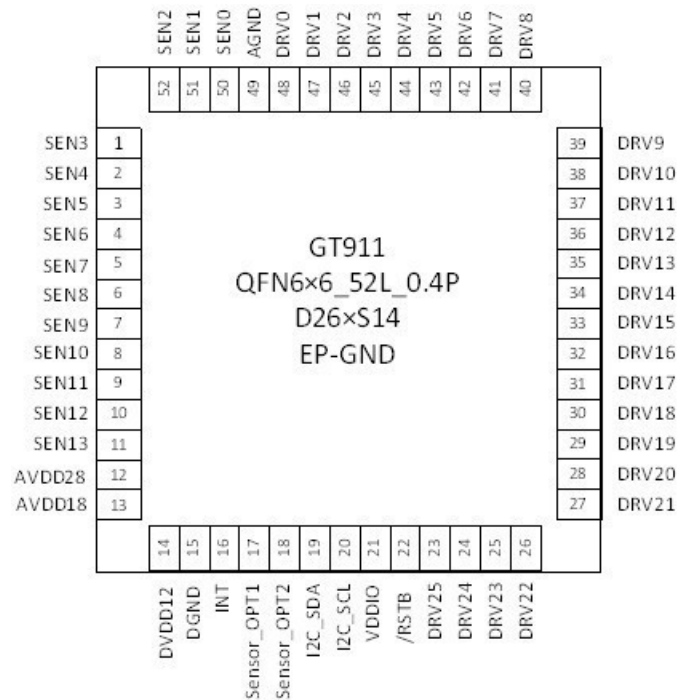 SEN2 SEN1 SEN0 AGND DRV0 DRV1 DRV2 DRV3 DRV4 DRV5 DRV6 DRV7 DRV8
52 51 50 49 48 47 46 45 44 43 42 41 40
SEN3 1 39 DRV9
SEN4 2 38 DRV10
SEN5 3 37 DRV11
SEN6 4 36 DRV12
SEN7 5 35 DRV13
SEN8 6 34 DRV14
SEN9 7 33 DRV15
SEN10 8 32 DRV16
SEN11 9 31 DRV17
SEN12 10 30 DRV18
SEN13 11 29 DRV19
AVDD28 12 28 DRV20
AVDD18 13 27 DRV21
GT911
QFN6×6_52L_0.4P
D26×S14
EP-GND
14 15 16 17 18 19 20 21 22 23 24 25 26
DVDD12 DGND INT Sensor_OPT1 Sensor_OPT2 I2C_SDA I2C_SCL VDDIO /RSTB DRV25 DRV24 DRV23 DRV22